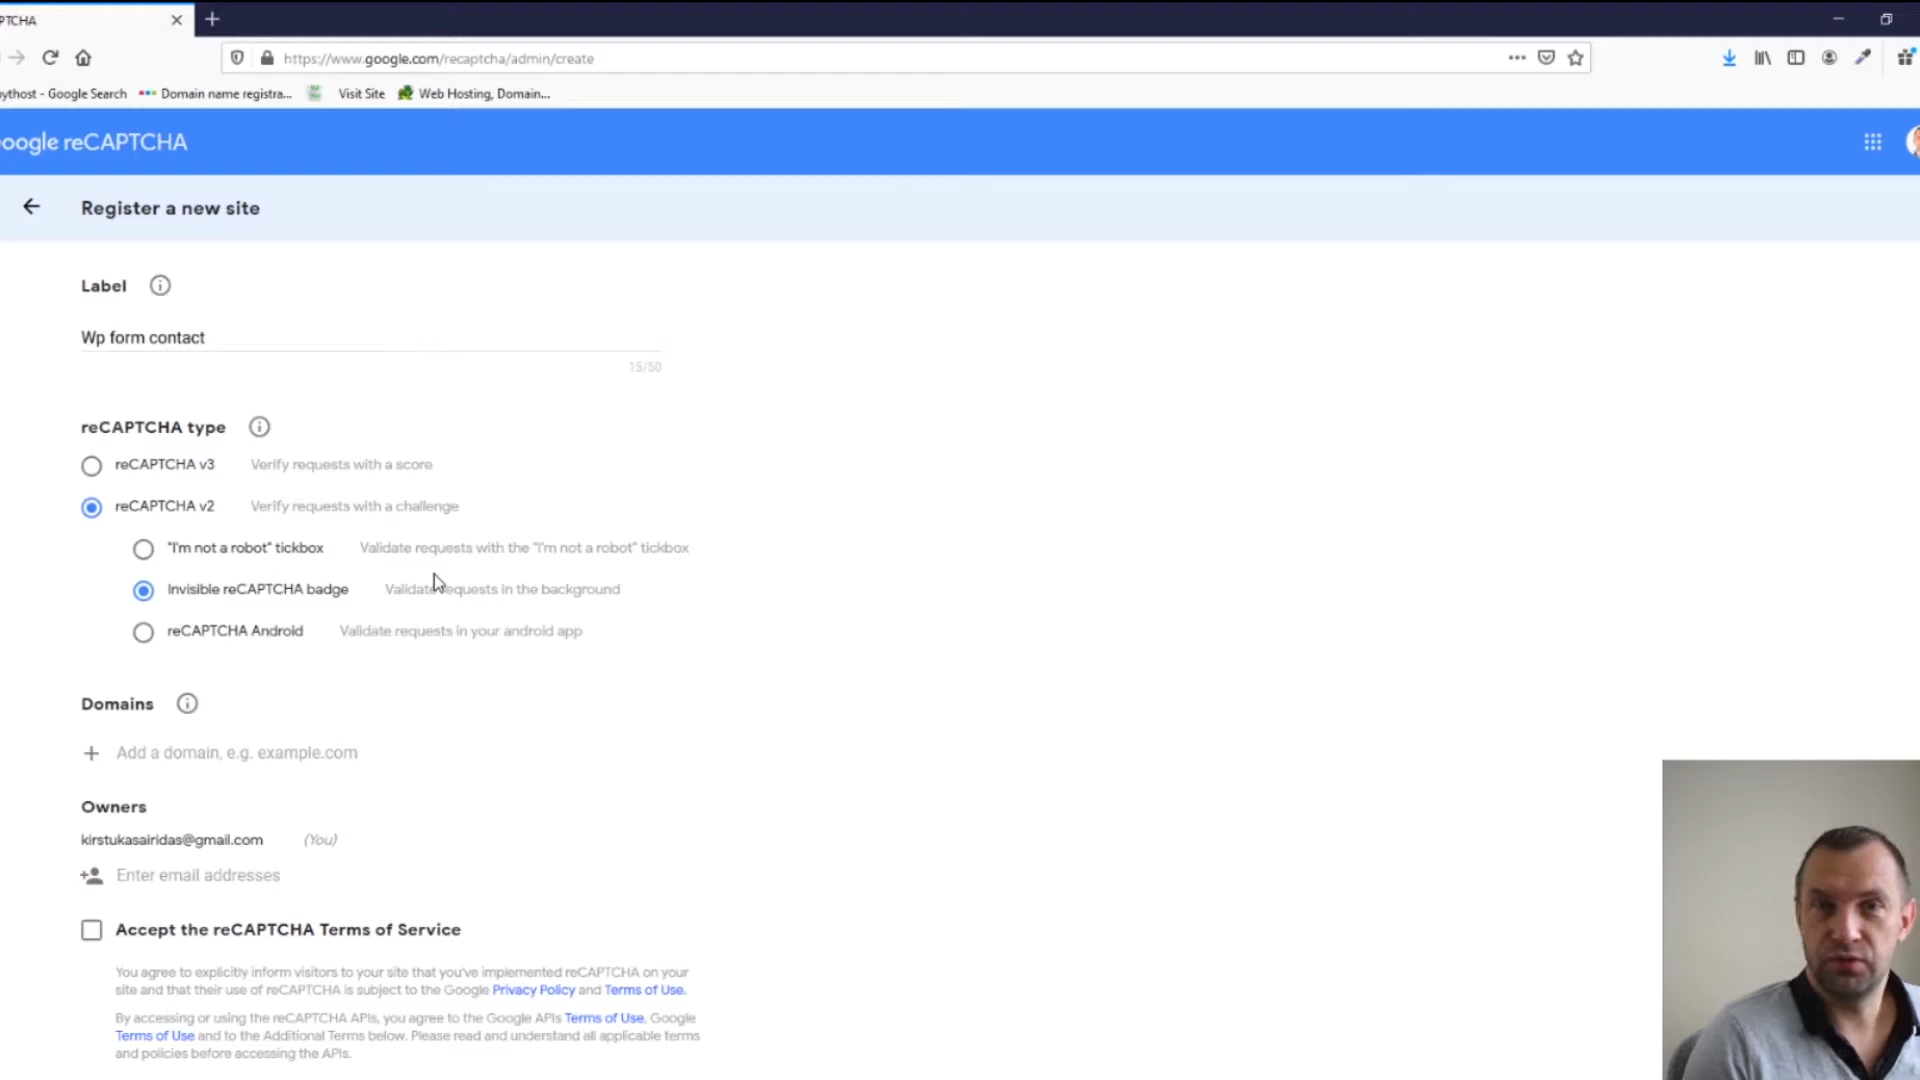 PTCHA
https://www.google.com/recaptcha/admin/create
ythost - Google Search Domain name registra... Visit Site Web Hosting, Domain...
oogle reCAPTCHA
Register a new site
Label
Wp form contact
15/50
reCAPTCHA type
reCAPTCHA v3 Verify requests with a score
reCAPTCHA v2 Verify requests with a challenge
"I'm not a robot" tickbox Validate requests with the "I'm not a robot" tickbox
Invisible reCAPTCHA badge Validate requests in the background
reCAPTCHA Android Validate requests in your android app
Domains
Add a domain, e.g. example.com
Owners
kirstukasairidas@gmail.com (You)
Enter email addresses
Accept the reCAPTCHA Terms of Service
You agree to explicitly inform visitors to your site that you've implemented reCAPTCHA on your
site and that their use of reCAPTCHA is subject to the Google Privacy Policy and Terms of Use.
By accessing or using the reCAPTCHA APIs, you agree to the Google APIs Terms of Use, Google
Terms of Use and to the Additional Terms below. Please read and understand all applicable terms
and policies before accessing the APIs.